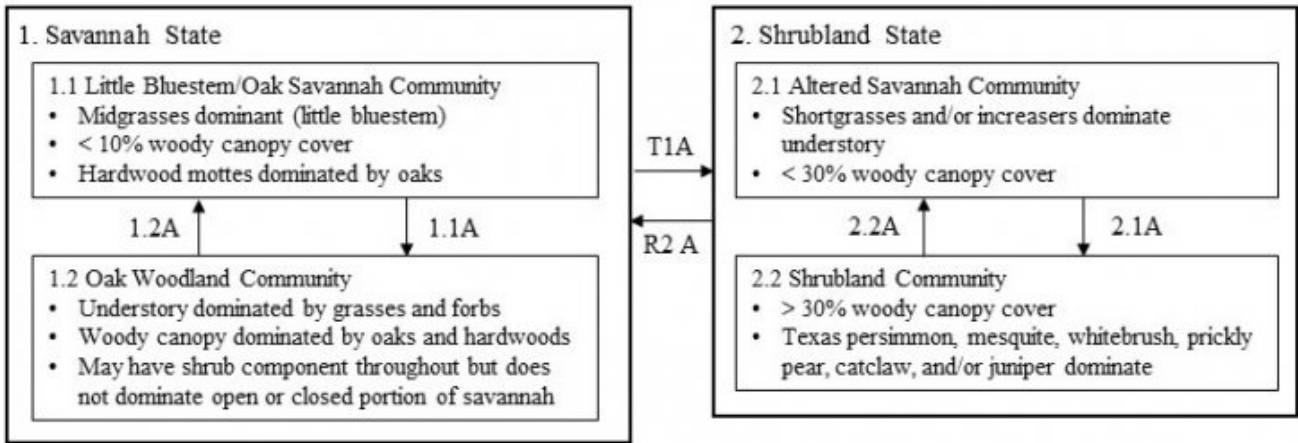 1. Savannah State
1.1 Little Bluestem/Oak Savannah Community
• Midgrasses dominant (little bluestem)
• < 10% woody canopy cover
• Hardwood mottes dominated by oaks
1.2A
1.1A
1.2 Oak Woodland Community
• Understory dominated by grasses and forbs
• Woody canopy dominated by oaks and hardwoods
• May have shrub component throughout but does
not dominate open or closed portion of savannah
T1A
R2 A
2. Shrubland State
2.1 Altered Savannah Community
• Shortgrasses and/or increasers dominate
understory
• < 30% woody canopy cover
2.2A
2.1A
2.2 Shrubland Community
• > 30% woody canopy cover
• Texas persimmon, mesquite, whitebrush, prickly
pear, catclaw, and/or juniper dominate